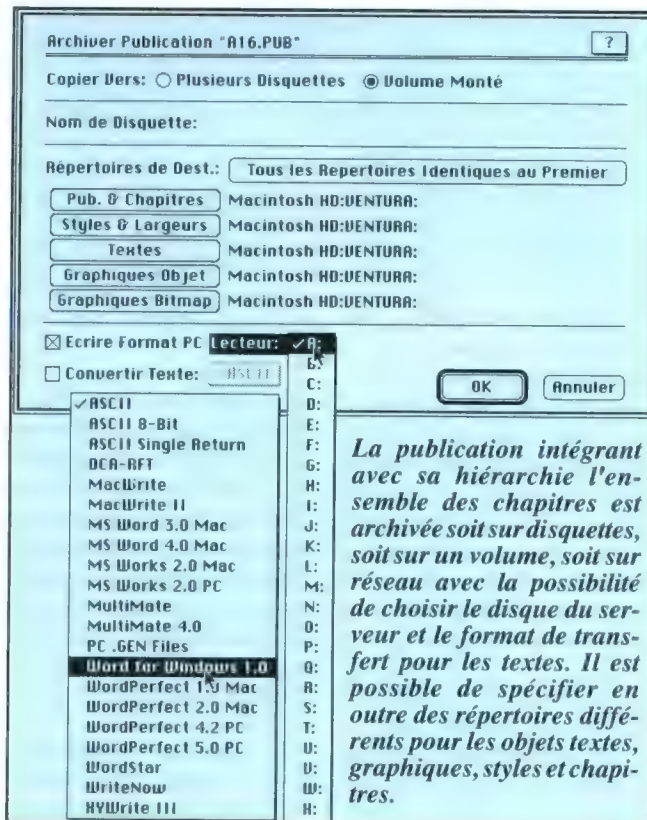 Archiver Publication "A16.PUB" ?
Copier Vers: Plusieurs Disquettes Volume Monté
Nom de Disquette:
Répertoires de Dest.: Tous les Repertoires Identiques au Premier
Pub. & Chapitres Macintosh HD:VENTURA:
Styles & Largeurs Macintosh HD:VENTURA:
Textes Macintosh HD:VENTURA:
Graphiques Objet Macintosh HD:VENTURA:
Graphiques Bitmap Macintosh HD:VENTURA:
Ecrire Format PC Lecteur: A:
Convertir Texte: ASCII
OK Annuler
ASCII
ASCII 8-Bit
ASCII Single Return
DCA-RFT
MacWrite
MacWrite II
MS Word 3.0 Mac
MS Word 4.0 Mac
MS Works 2.0 Mac
MS Works 2.0 PC
MultiMate
MultiMate 4.0
PC .GEN Files
Word for Windows 1.0
WordPerfect 1.0 Mac
WordPerfect 2.0 Mac
WordPerfect 4.2 PC
WordPerfect 5.0 PC
WordStar
WriteNow
XYWrite III
B:
C:
D:
E:
F:
G:
H:
I:
J:
K:
L:
M:
N:
O:
P:
Q:
R:
S:
T:
U:
V:
W:
X:
La publication intégrant
avec sa hiérarchie l'en-
semble des chapitres est
archivée soit sur disquettes,
soit sur un volume, soit sur
réseau avec la possibilité
de choisir le disque du ser-
veur et le format de trans-
fert pour les textes. Il est
possible de spécifier en
outre des répertoires diffé-
rents pour les objets textes,
graphiques, styles et chapi-
tres.